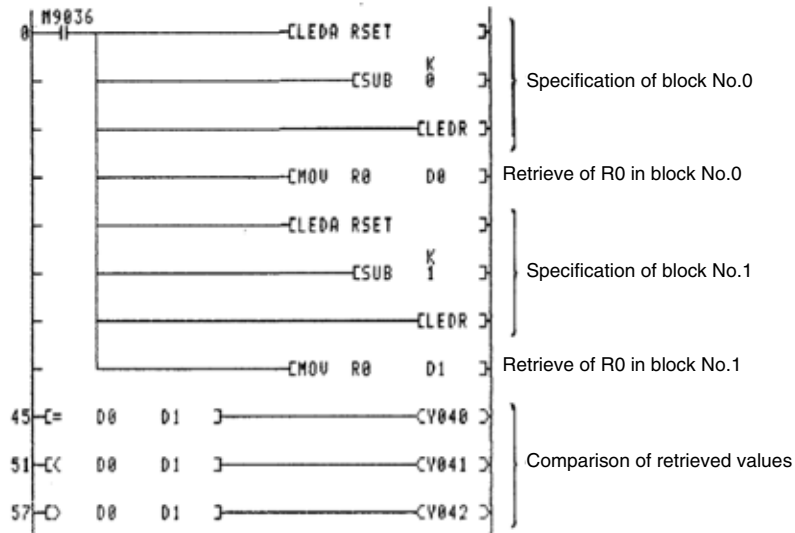 M9036
0 [LEDA RSET ]
K
[SUB 0 ] Specification of block No.0
[LEDR ]
[MOV R0 D0 ] Retrieve of R0 in block No.0
[LEDA RSET ]
K
[SUB 1 ] Specification of block No.1
[LEDR ]
[MOV R0 D1 ] Retrieve of R0 in block No.1
45 [= D0 D1 ] (Y040 )
51 [< D0 D1 ] (Y041 ) Comparison of retrieved values
57 [> D0 D1 ] (Y042 )